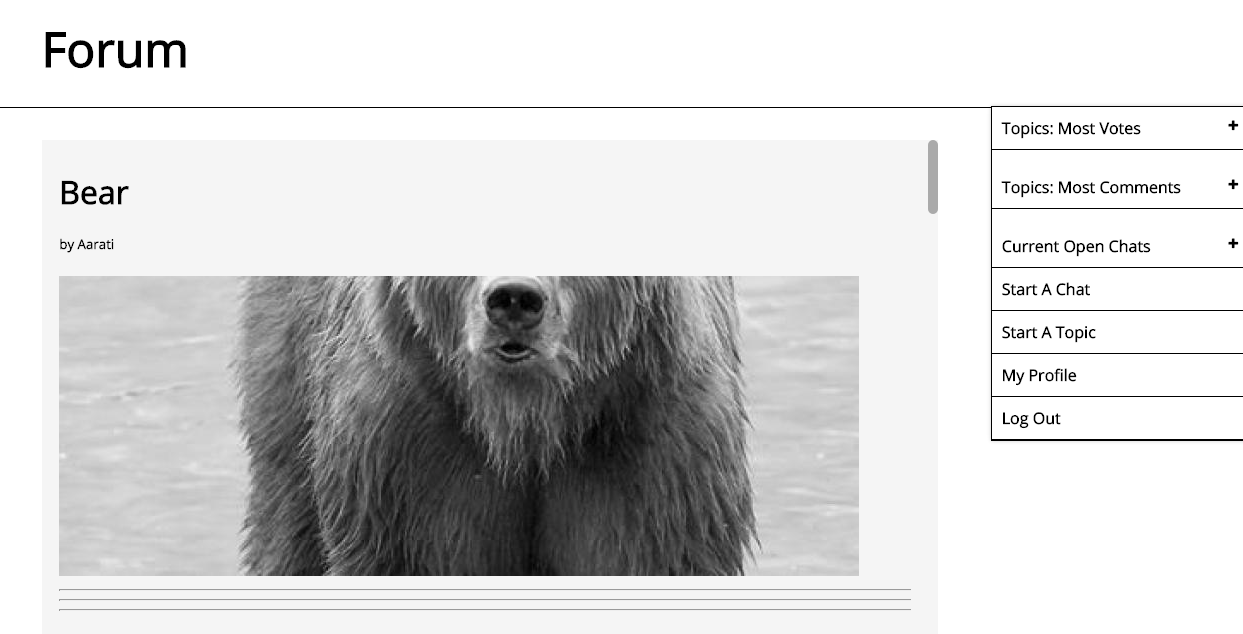 Forum
Bear
by Aarati
Topics: Most Votes +
Topics: Most Comments +
Current Open Chats +
Start A Chat
Start A Topic
My Profile
Log Out